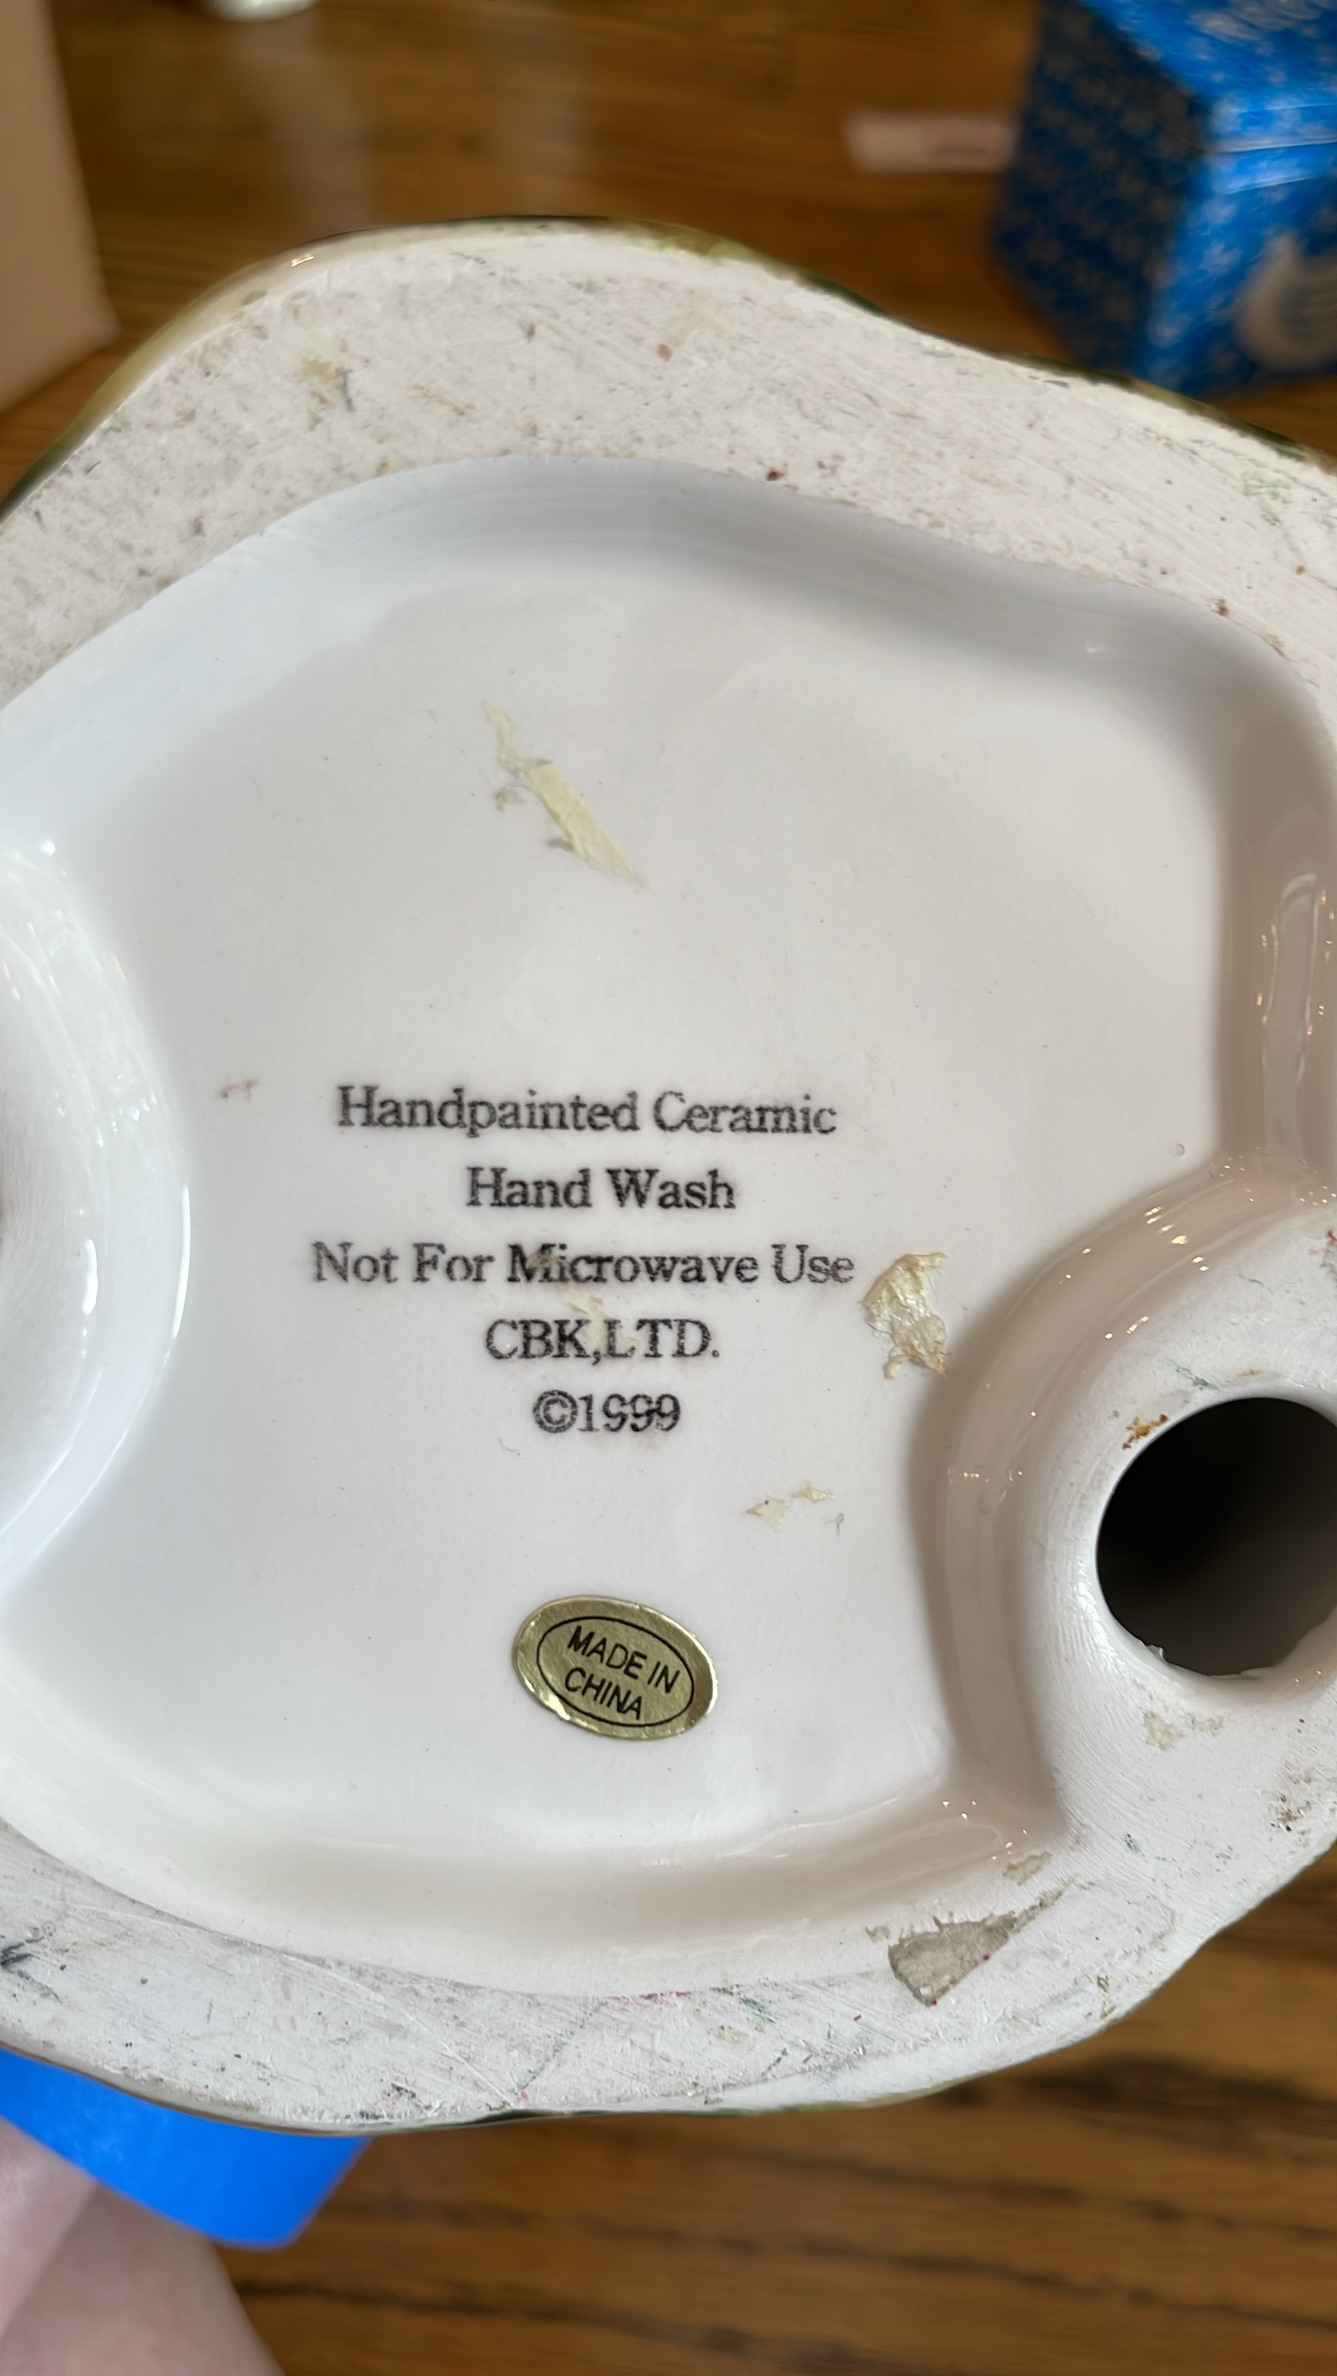 Handpainted Ceramic
Hand Wash
Not For Microwave Use
CBK,LTD.
©1999
MADE IN
CHINA